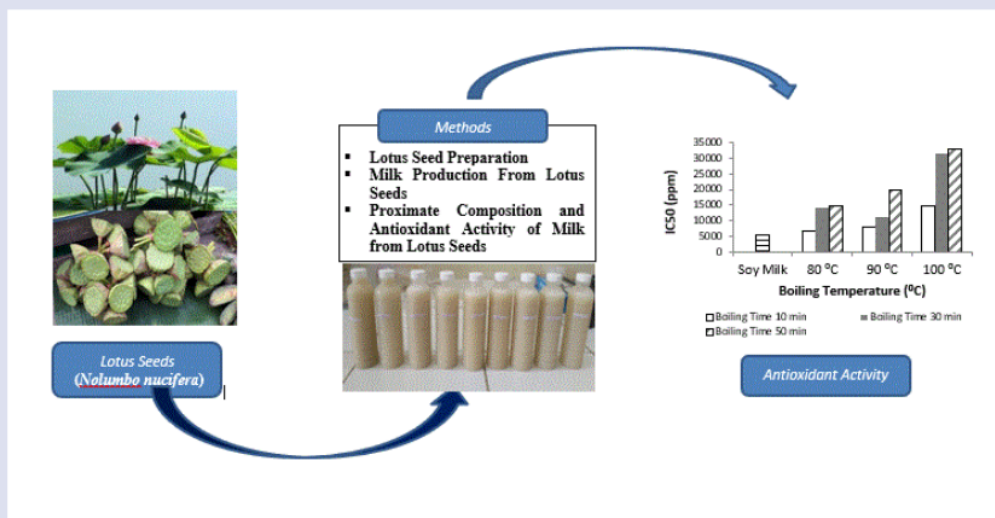 Lotus Seeds
(Nolumbo nucifera)
Methods
▪ Lotus Seed Preparation
▪ Milk Production From Lotus
Seeds
▪ Proximate Composition and
Antioxidant Activity of Milk
from Lotus Seeds
IC50 (ppm)
35000
30000
25000
20000
15000
10000
5000
0
Soy Milk 80 ⁰C 90 ⁰C 100 ⁰C
Boiling Temperature (⁰C)
Boiling Time 10 min Boiling Time 30 min
Boiling Time 50 min
Antioxidant Activity